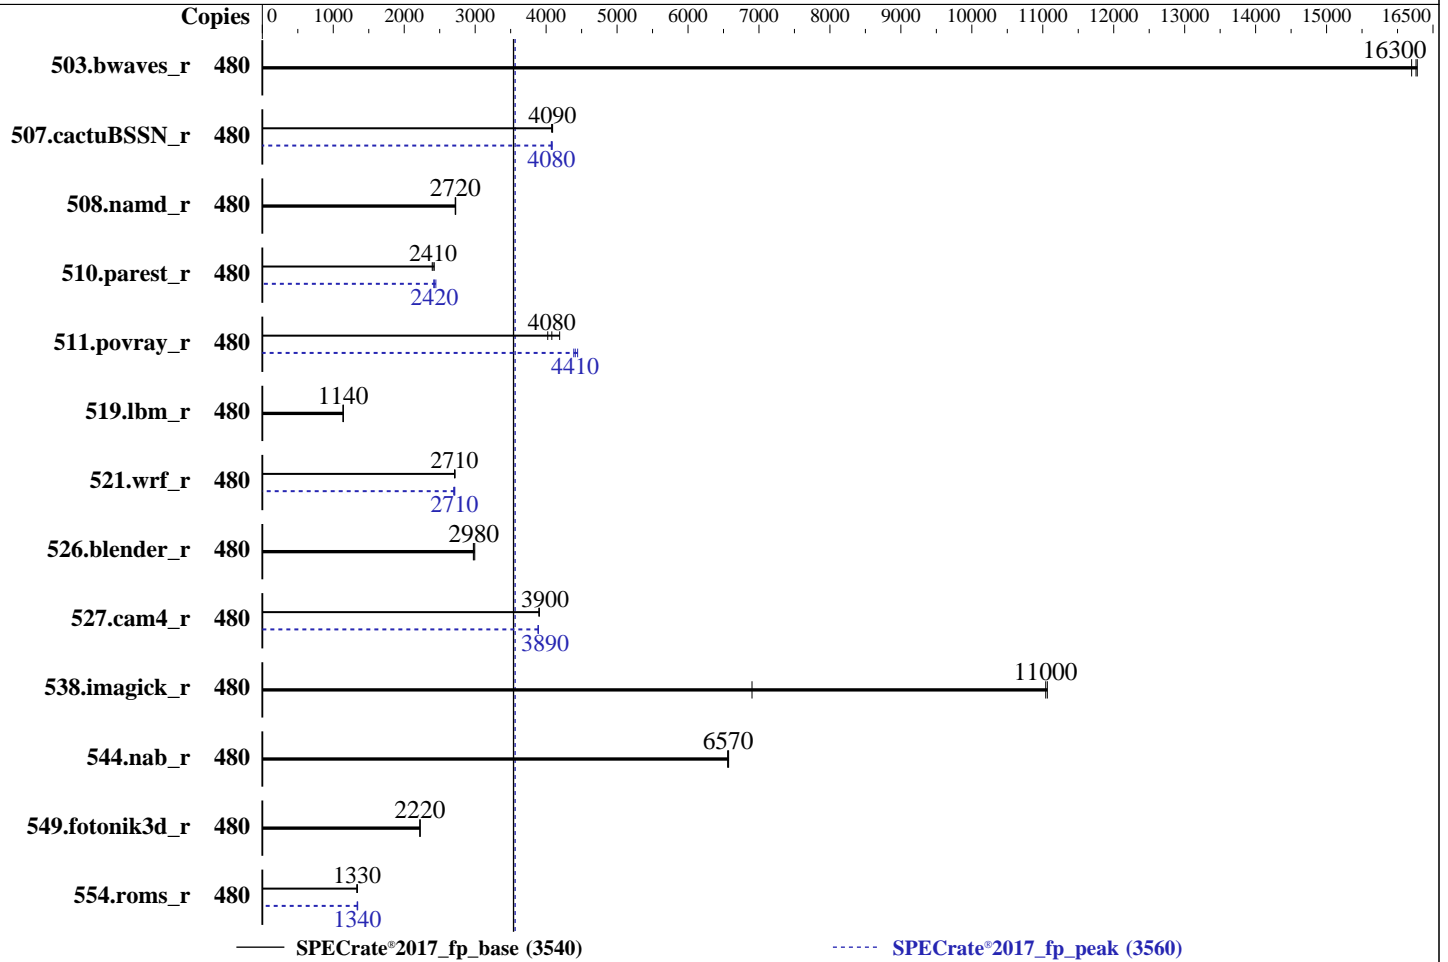 Copies 0 1000 2000 3000 4000 5000 6000 7000 8000 9000 10000 11000 12000 13000 14000 15000 16500
503.bwaves_r 480 16300
507.cactuBSSN_r 480 4090
4080
508.namd_r 480 2720
510.parest_r 480 2410
2420
511.povray_r 480 4080
4410
519.lbm_r 480 1140
521.wrf_r 480 2710
2710
526.blender_r 480 2980
527.cam4_r 480 3900
3890
538.imagick_r 480 11000
544.nab_r 480 6570
549.fotonik3d_r 480 2220
554.roms_r 480 1330
1340
SPECrate®2017_fp_base (3540) SPECrate®2017_fp_peak (3560)